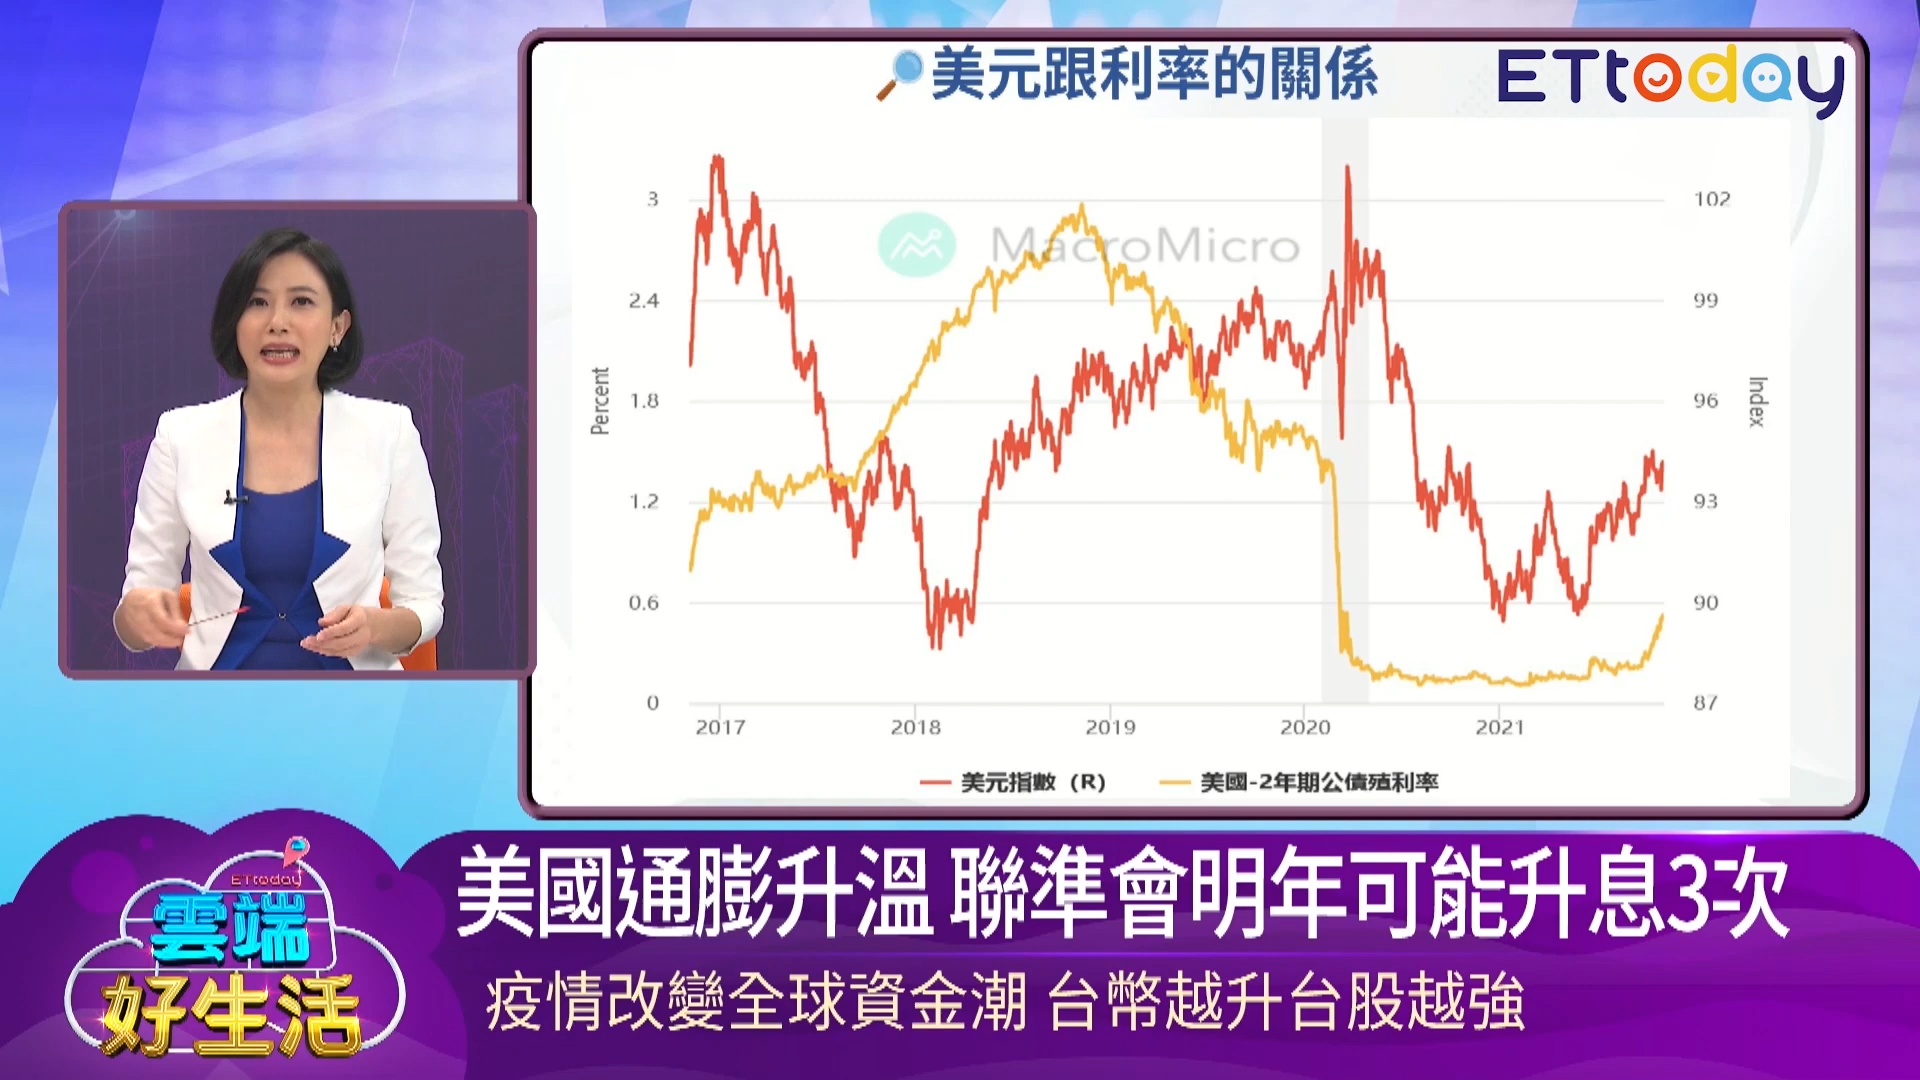 美元跟利率的關係
ETtoday
MacroMicro
3
2.4
1.8
1.2
0.6
0
Percent
102
99
96
93
90
87
Index
2017
2018
2019
2020
2021
美元指數（R）
美國-2年期公債殖利率
ETtoday
雲端
好生活
美國通膨升溫 聯準會明年可能升息3次
疫情改變全球資金潮 台幣越升台股越強